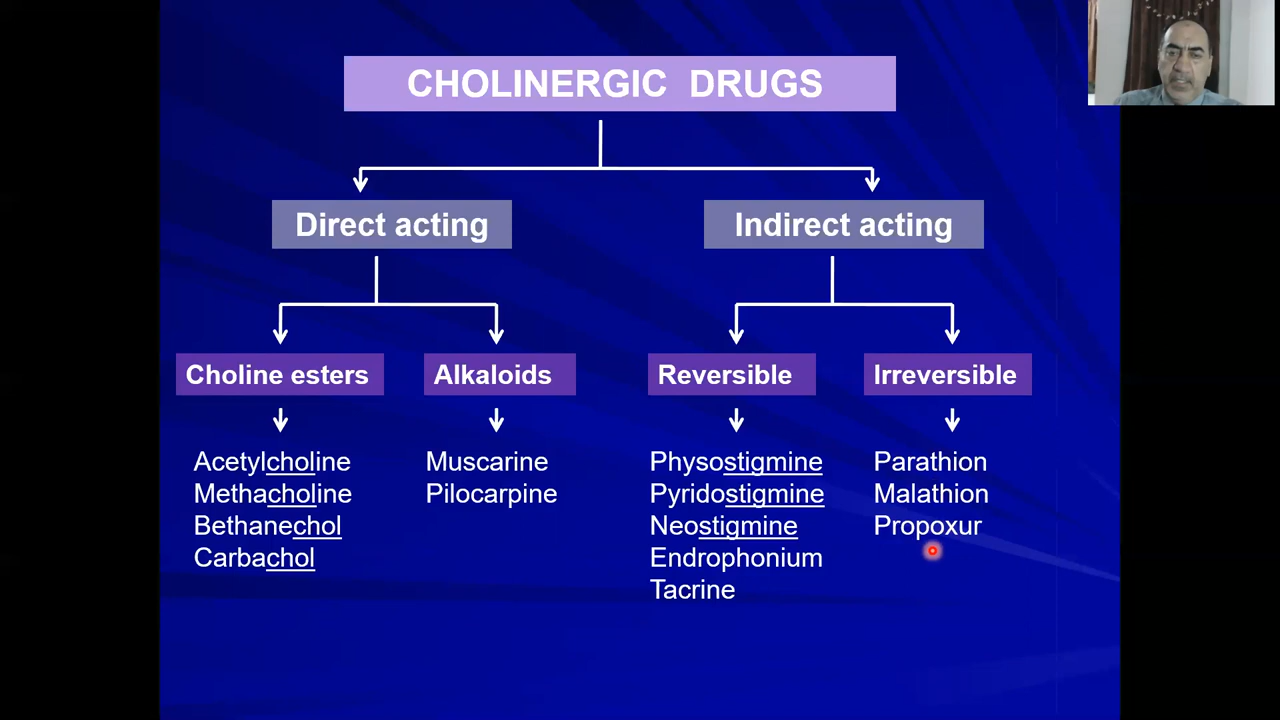 CHOLINERGIC DRUGS
Direct acting
Indirect acting
Choline esters
Alkaloids
Reversible
Irreversible
Acetylcholine
Methacholine
Bethanechol
Carbachol
Muscarine
Pilocarpine
Physostigmine
Pyridostigmine
Neostigmine
Endrophonium
Tacrine
Parathion
Malathion
Propoxur